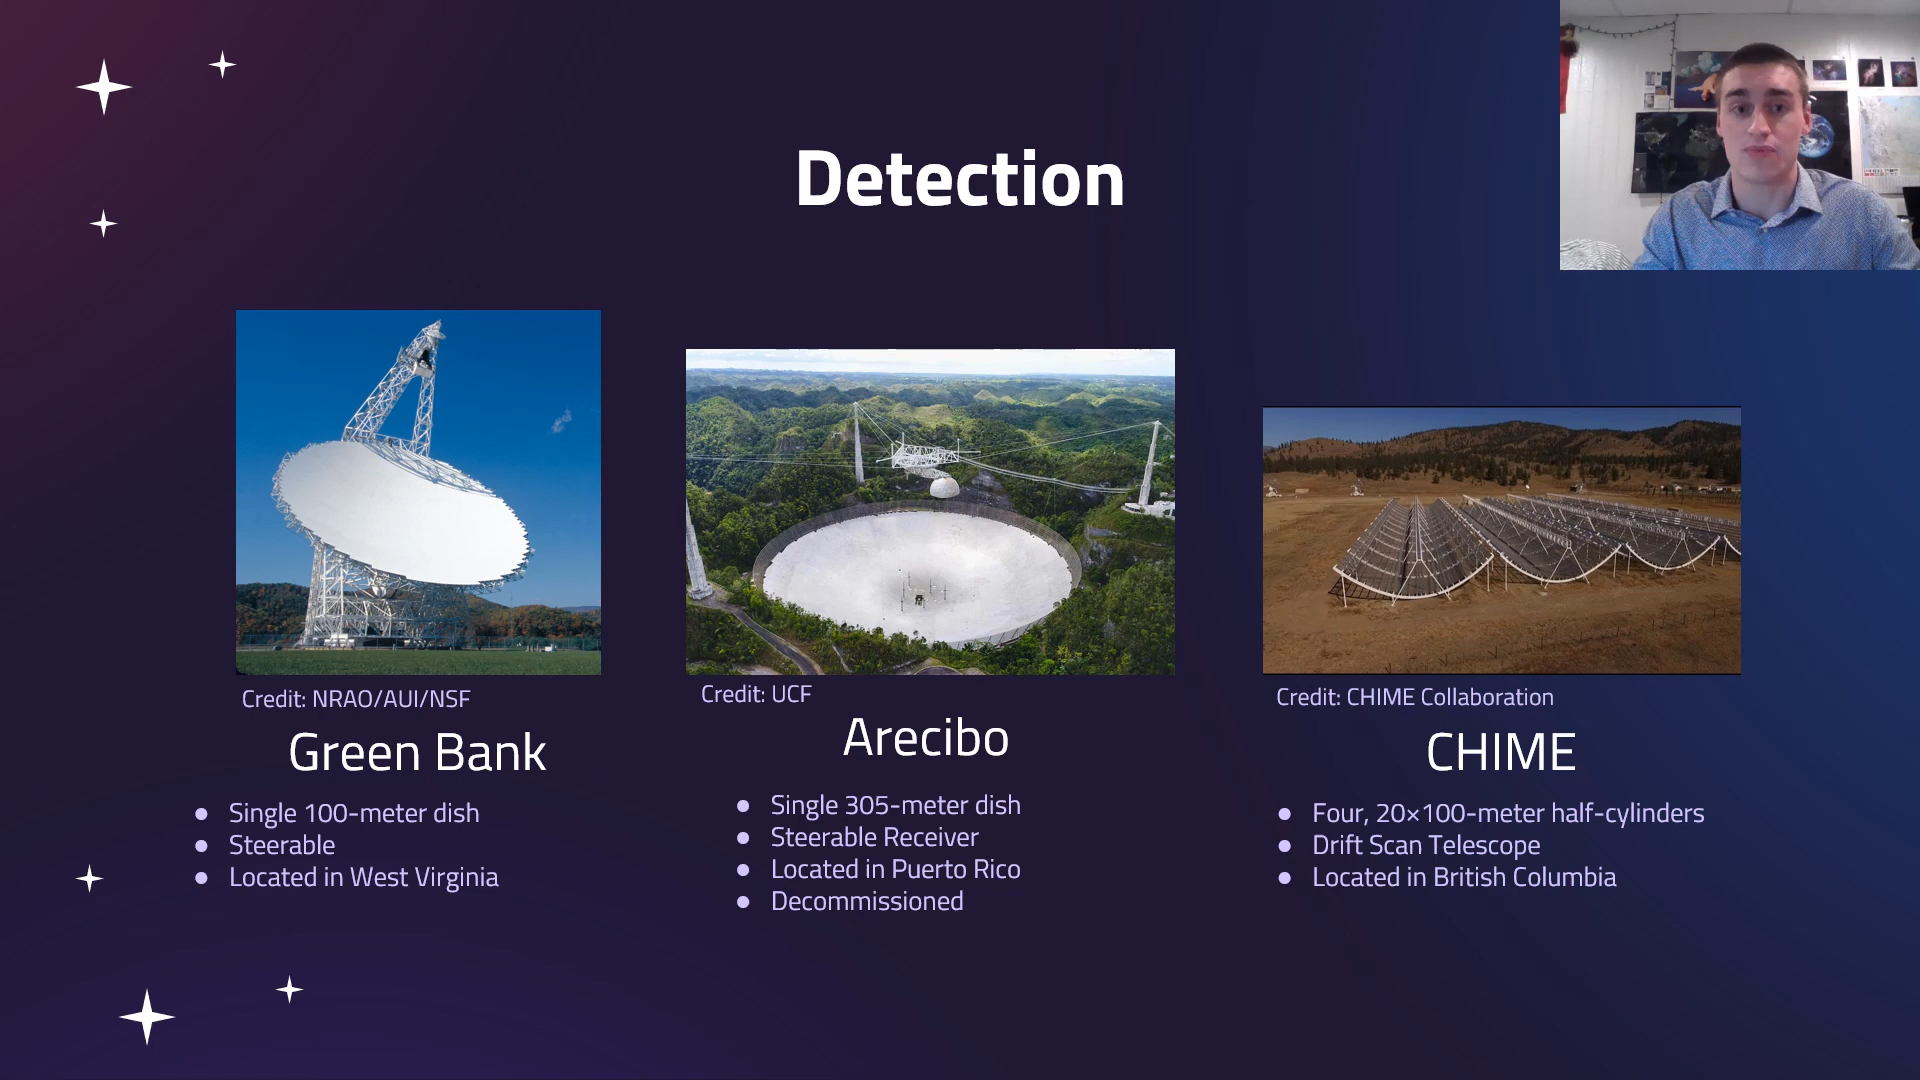 Detection
Credit: NRAO/AUI/NSF
Green Bank
● Single 100-meter dish
● Steerable
● Located in West Virginia
Credit: UCF
Arecibo
● Single 305-meter dish
● Steerable Receiver
● Located in Puerto Rico
● Decommissioned
Credit: CHIME Collaboration
CHIME
● Four, 20×100-meter half-cylinders
● Drift Scan Telescope
● Located in British Columbia